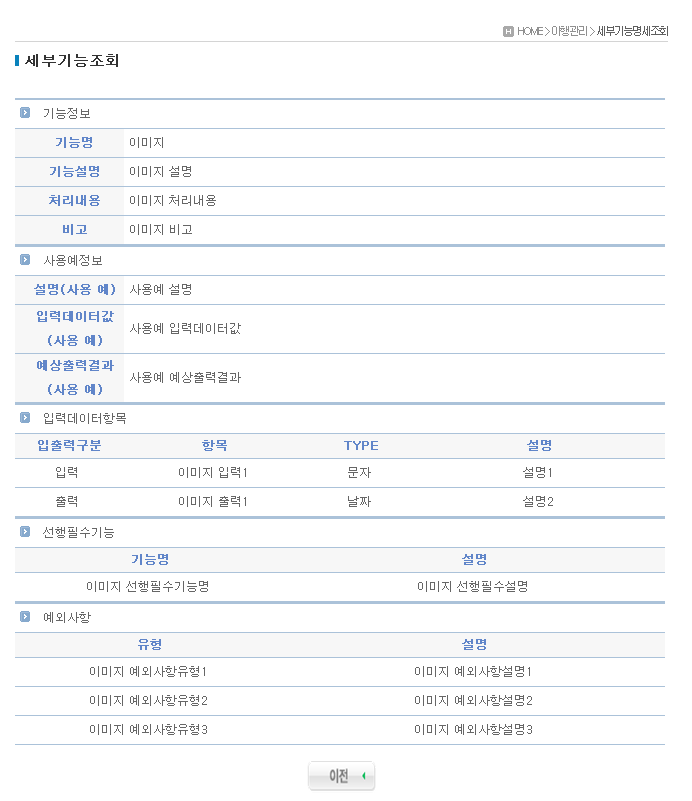 H HOME > 이행관리 > 세부기능명세조회
세부기능조회
기능정보
기능명 이미지
기능설명 이미지 설명
처리내용 이미지 처리내용
비고 이미지 비고
사용예정보
설명(사용 예) 사용예 설명
입력데이터값
(사용 예)
사용예 입력데이터값
예상출력결과
(사용 예)
사용예 예상출력결과
입력데이터항목
입출력구분 항목 TYPE 설명
입력 이미지 입력1 문자 설명1
출력 이미지 출력1 날짜 설명2
선행필수기능
기능명 설명
이미지 선행필수기능명 이미지 선행필수설명
예외사항
유형 설명
이미지 예외사항유형1 이미지 예외사항설명1
이미지 예외사항유형2 이미지 예외사항설명2
이미지 예외사항유형3 이미지 예외사항설명3
이전